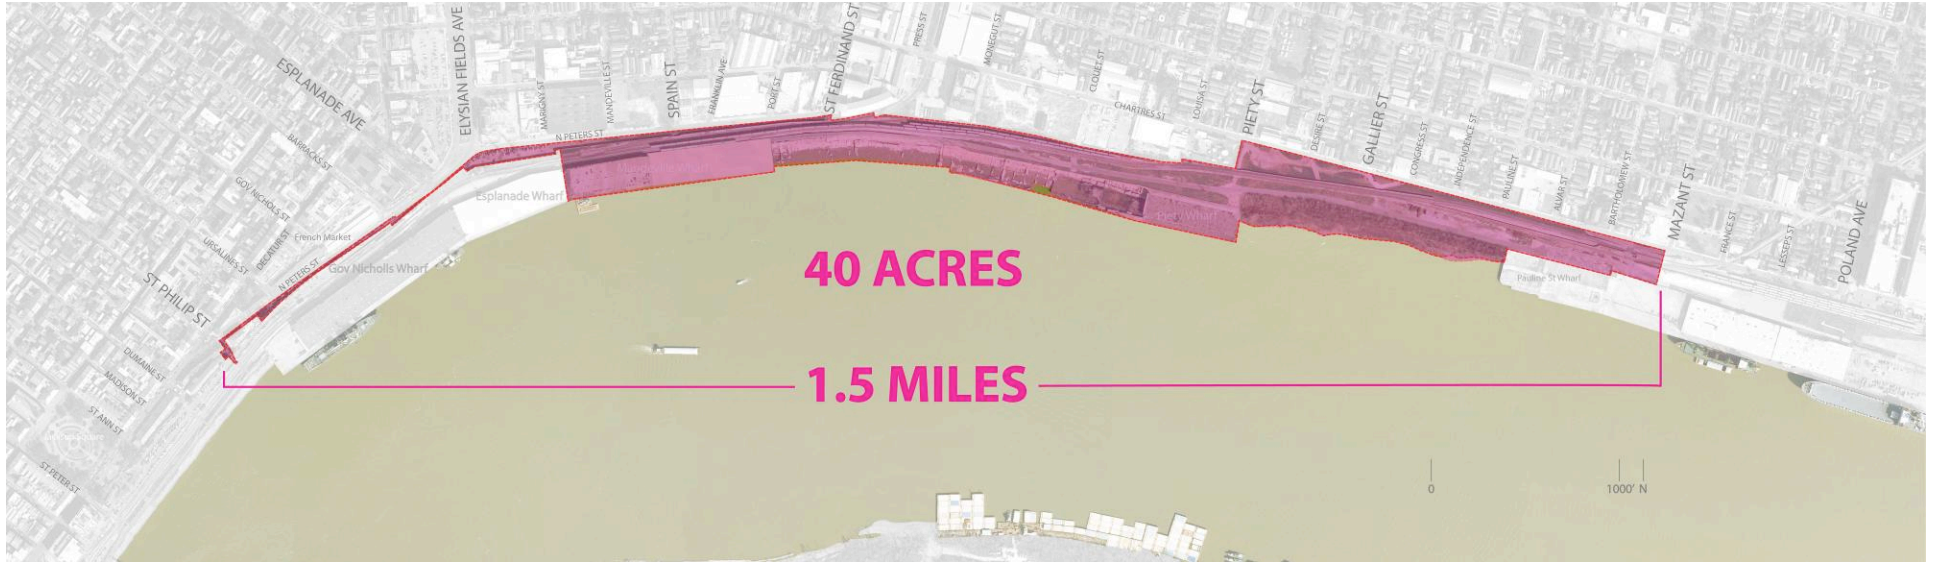 ESPLANADE AVE
ELYSIAN FIELDS AVE
MARIGNY ST
MANDEVILLE ST
SPAIN ST
FRANKLIN AVE
PORT ST
ST FERDINAND ST
PRESS ST
MONEGUT ST
CLOUET ST
CHARTRES ST
LOUISA ST
PIETY ST
DESIRE ST
GALLIER ST
CONGRESS ST
INDEPENDENCE ST
PAULINE ST
ALVAR ST
BARTHOLOMEW ST
MAZANT ST
FRANCE ST
LESSEPS ST
POLAND AVE
BARRACKS ST
GOV NICHOLS ST
URSALINES ST
DECATUR ST
French Market
N PETERS ST
N PETERS ST
Esplanade Wharf
Gov Nicholls Wharf
Piety Wharf
Pauline St Wharf
ST PHILIP ST
DUMAINE ST
MADISON ST
ST ANN ST
ST PETER ST
40 ACRES
1.5 MILES
0 1000' N